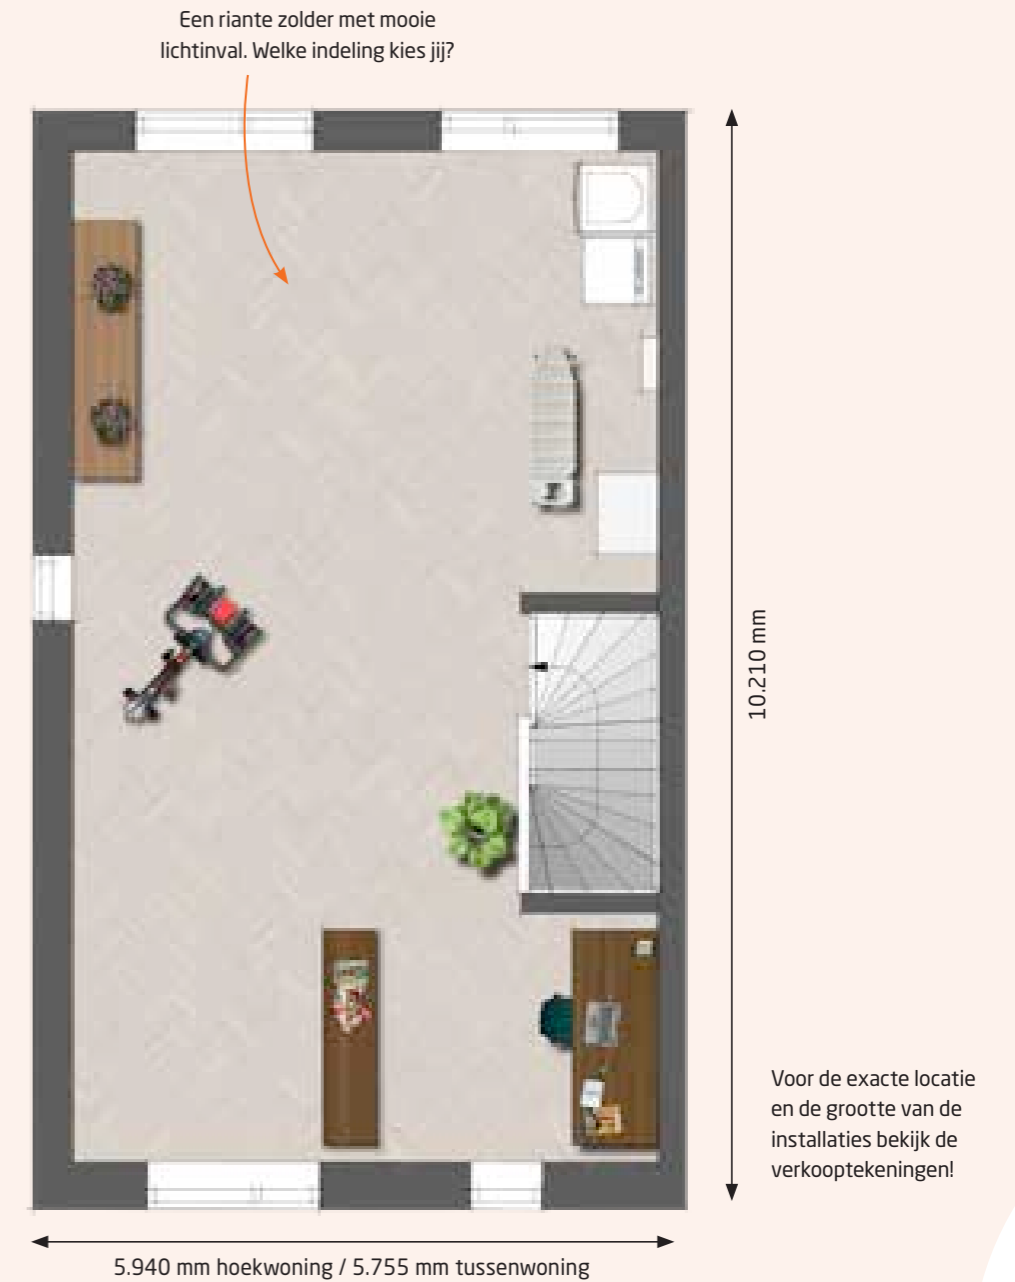 Een riante zolder met mooie
lichtinval. Welke indeling kies jij?
10.210 mm
Voor de exacte locatie
en de grootte van de
installaties bekijk de
verkooptekeningen!
5.940 mm hoekwoning / 5.755 mm tussenwoning